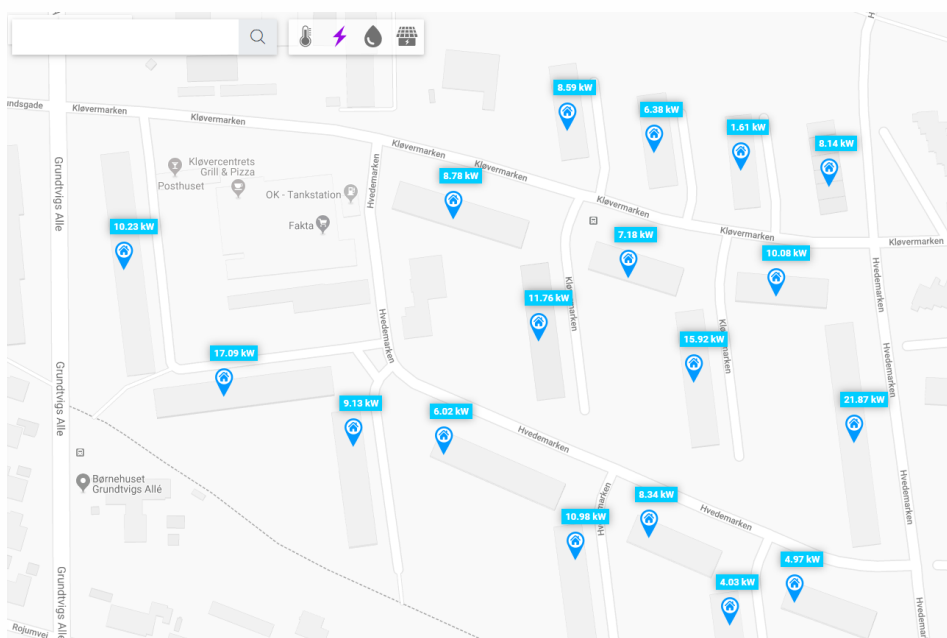 8.59 kW
6.38 kW
1.61 kW
8.14 kW
undsgade
Kløvermarken
Kløvermarken
Kløvermarken
Kløvermarken
Kløvermarken
Kløvermarken
Kløvermarken
Grundtvigs Alle
Kløvercentrets
Grill & Pizza
Posthuset
OK - Tankstation
Fakta
Hvedemarken
8.78 kW
10.23 kW
7.18 kW
10.08 kW
11.76 kW
Kløvermarken
Hvedemarken
Hvedemarken
15.92 kW
Kløvermarken
17.09 kW
Grundtvigs Alle
9.13 kW
6.02 kW
21.87 kW
Hvedemarken
Børnehuset
Grundtvigs Allé
8.34 kW
Hvedemarken
Hvedemarken
10.98 kW
Hvedemarken
4.97 kW
4.03 kW
Grundtvigs Alle
Rojumvej
Hvedemarken